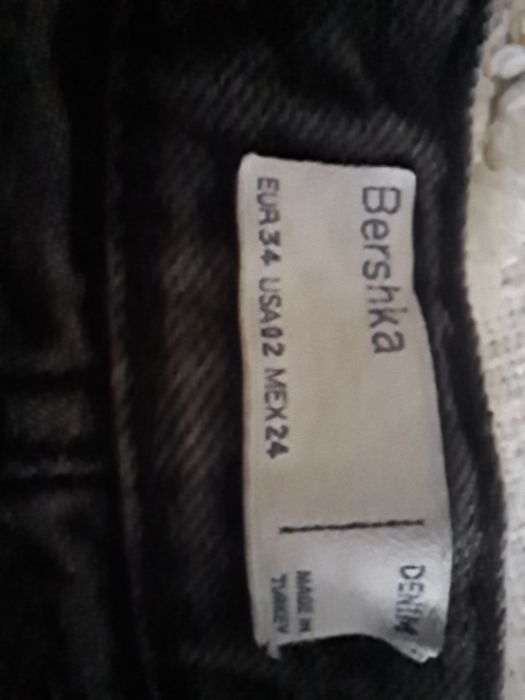 Bershka
EUR 34 USA 02 MEX 24
DENIM
MADE IN
TURKEY